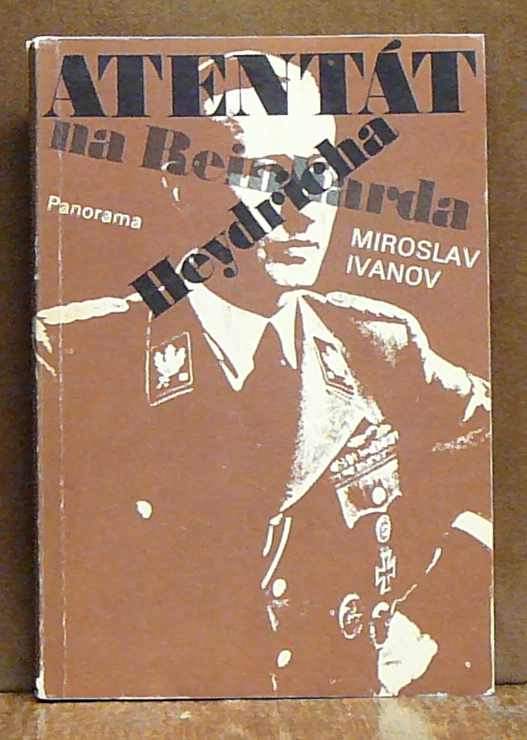 ATENTÁT
na Reinharda
Heydricha
Panorama
MIROSLAV
IVANOV